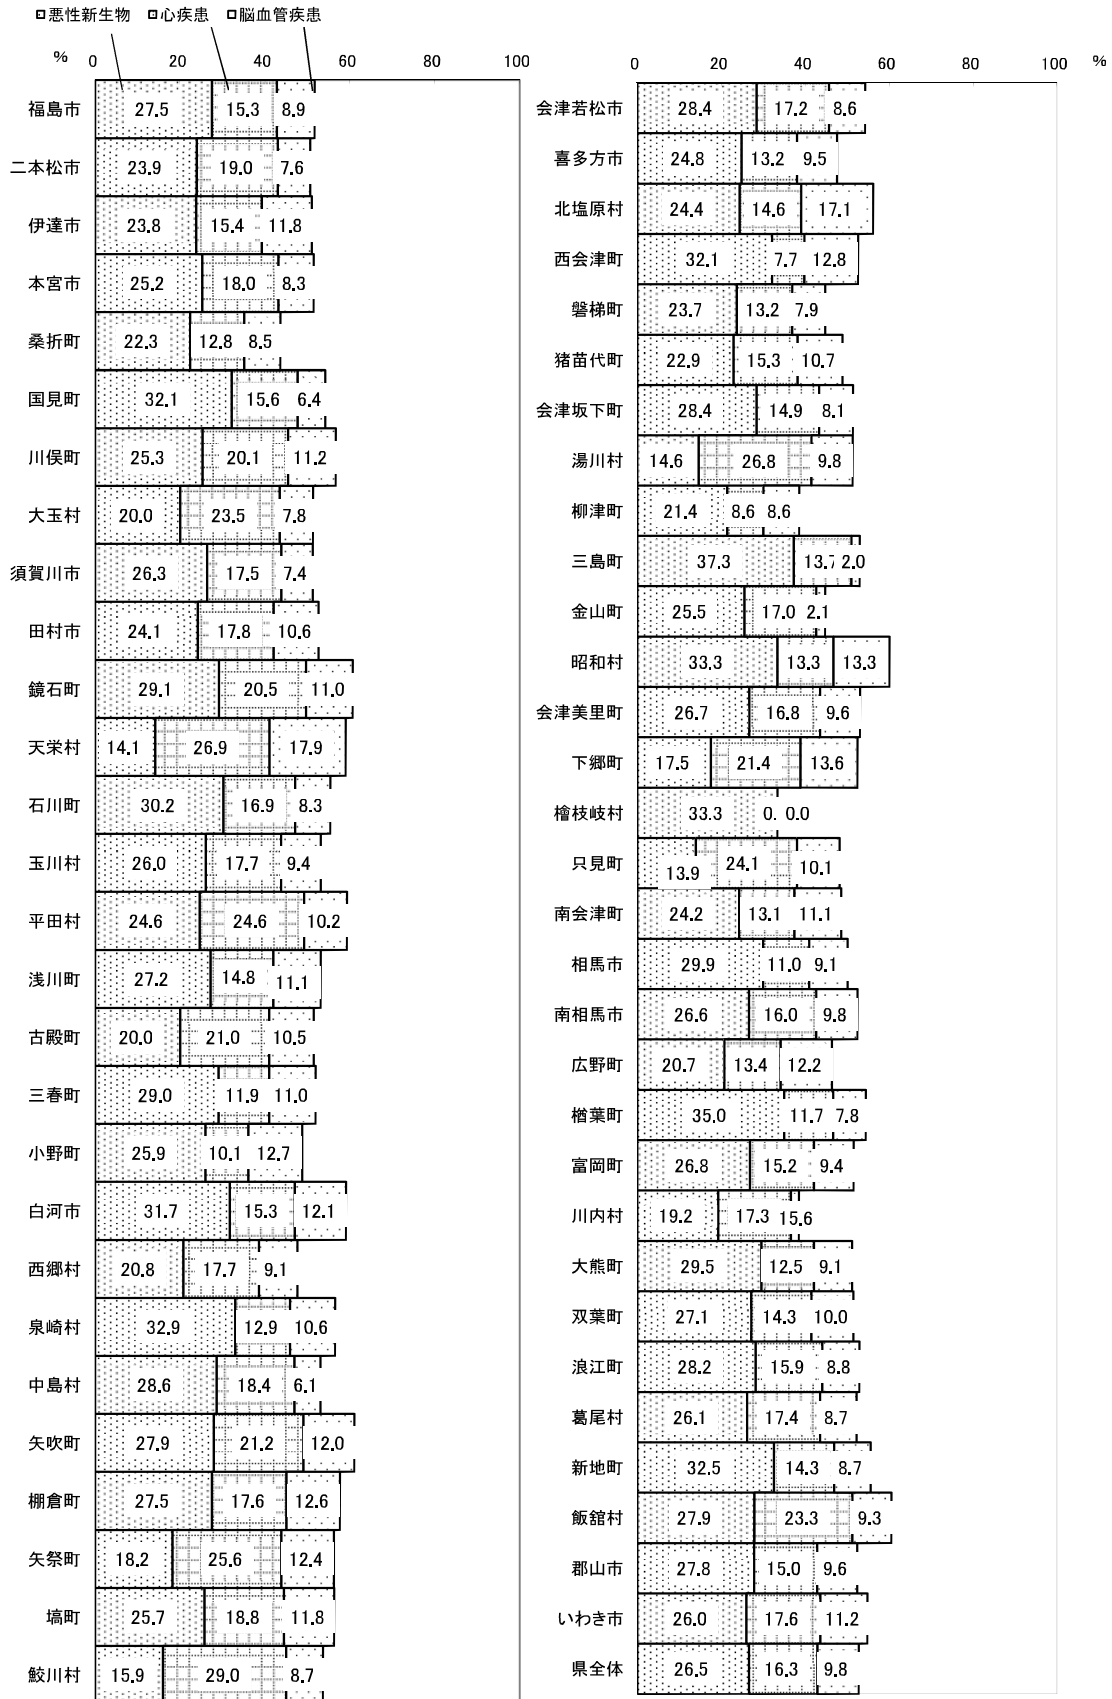 悪性新生物 心疾患 脳血管疾患
% 0 20 40 60 80 100
福島市 27.5 15.3 8.9
二本松市 23.9 19.0 7.6
伊達市 23.8 15.4 11.8
本宮市 25.2 18.0 8.3
桑折町 22.3 12.8 8.5
国見町 32.1 15.6 6.4
川俣町 25.3 20.1 11.2
大玉村 20.0 23.5 7.8
須賀川市 26.3 17.5 7.4
田村市 24.1 17.8 10.6
鏡石町 29.1 20.5 11.0
天栄村 14.1 26.9 17.9
石川町 30.2 16.9 8.3
玉川村 26.0 17.7 9.4
平田村 24.6 24.6 10.2
浅川町 27.2 14.8 11.1
古殿町 20.0 21.0 10.5
三春町 29.0 11.9 11.0
小野町 25.9 10.1 12.7
白河市 31.7 15.3 12.1
西郷村 20.8 17.7 9.1
泉崎村 32.9 12.9 10.6
中島村 28.6 18.4 6.1
矢吹町 27.9 21.2 12.0
棚倉町 27.5 17.6 12.6
矢祭町 18.2 25.6 12.4
塙町 25.7 18.8 11.8
鮫川村 15.9 29.0 8.7
0 20 40 60 80 100 %
会津若松市 28.4 17.2 8.6
喜多方市 24.8 13.2 9.5
北塩原村 24.4 14.6 17.1
西会津町 32.1 7.7 12.8
磐梯町 23.7 13.2 7.9
猪苗代町 22.9 15.3 10.7
会津坂下町 28.4 14.9 8.1
湯川村 14.6 26.8 9.8
柳津町 21.4 8.6 8.6
三島町 37.3 13.7 2.0
金山町 25.5 17.0 2.1
昭和村 33.3 13.3 13.3
会津美里町 26.7 16.8 9.6
下郷町 17.5 21.4 13.6
檜枝岐村 33.3 0. 0.0
只見町 13.9 24.1 10.1
南会津町 24.2 13.1 11.1
相馬市 29.9 11.0 9.1
南相馬市 26.6 16.0 9.8
広野町 20.7 13.4 12.2
楢葉町 35.0 11.7 7.8
富岡町 26.8 15.2 9.4
川内村 19.2 17.3 15.6
大熊町 29.5 12.5 9.1
双葉町 27.1 14.3 10.0
浪江町 28.2 15.9 8.8
葛尾村 26.1 17.4 8.7
新地町 32.5 14.3 8.7
飯舘村 27.9 23.3 9.3
郡山市 27.8 15.0 9.6
いわき市 26.0 17.6 11.2
県全体 26.5 16.3 9.8